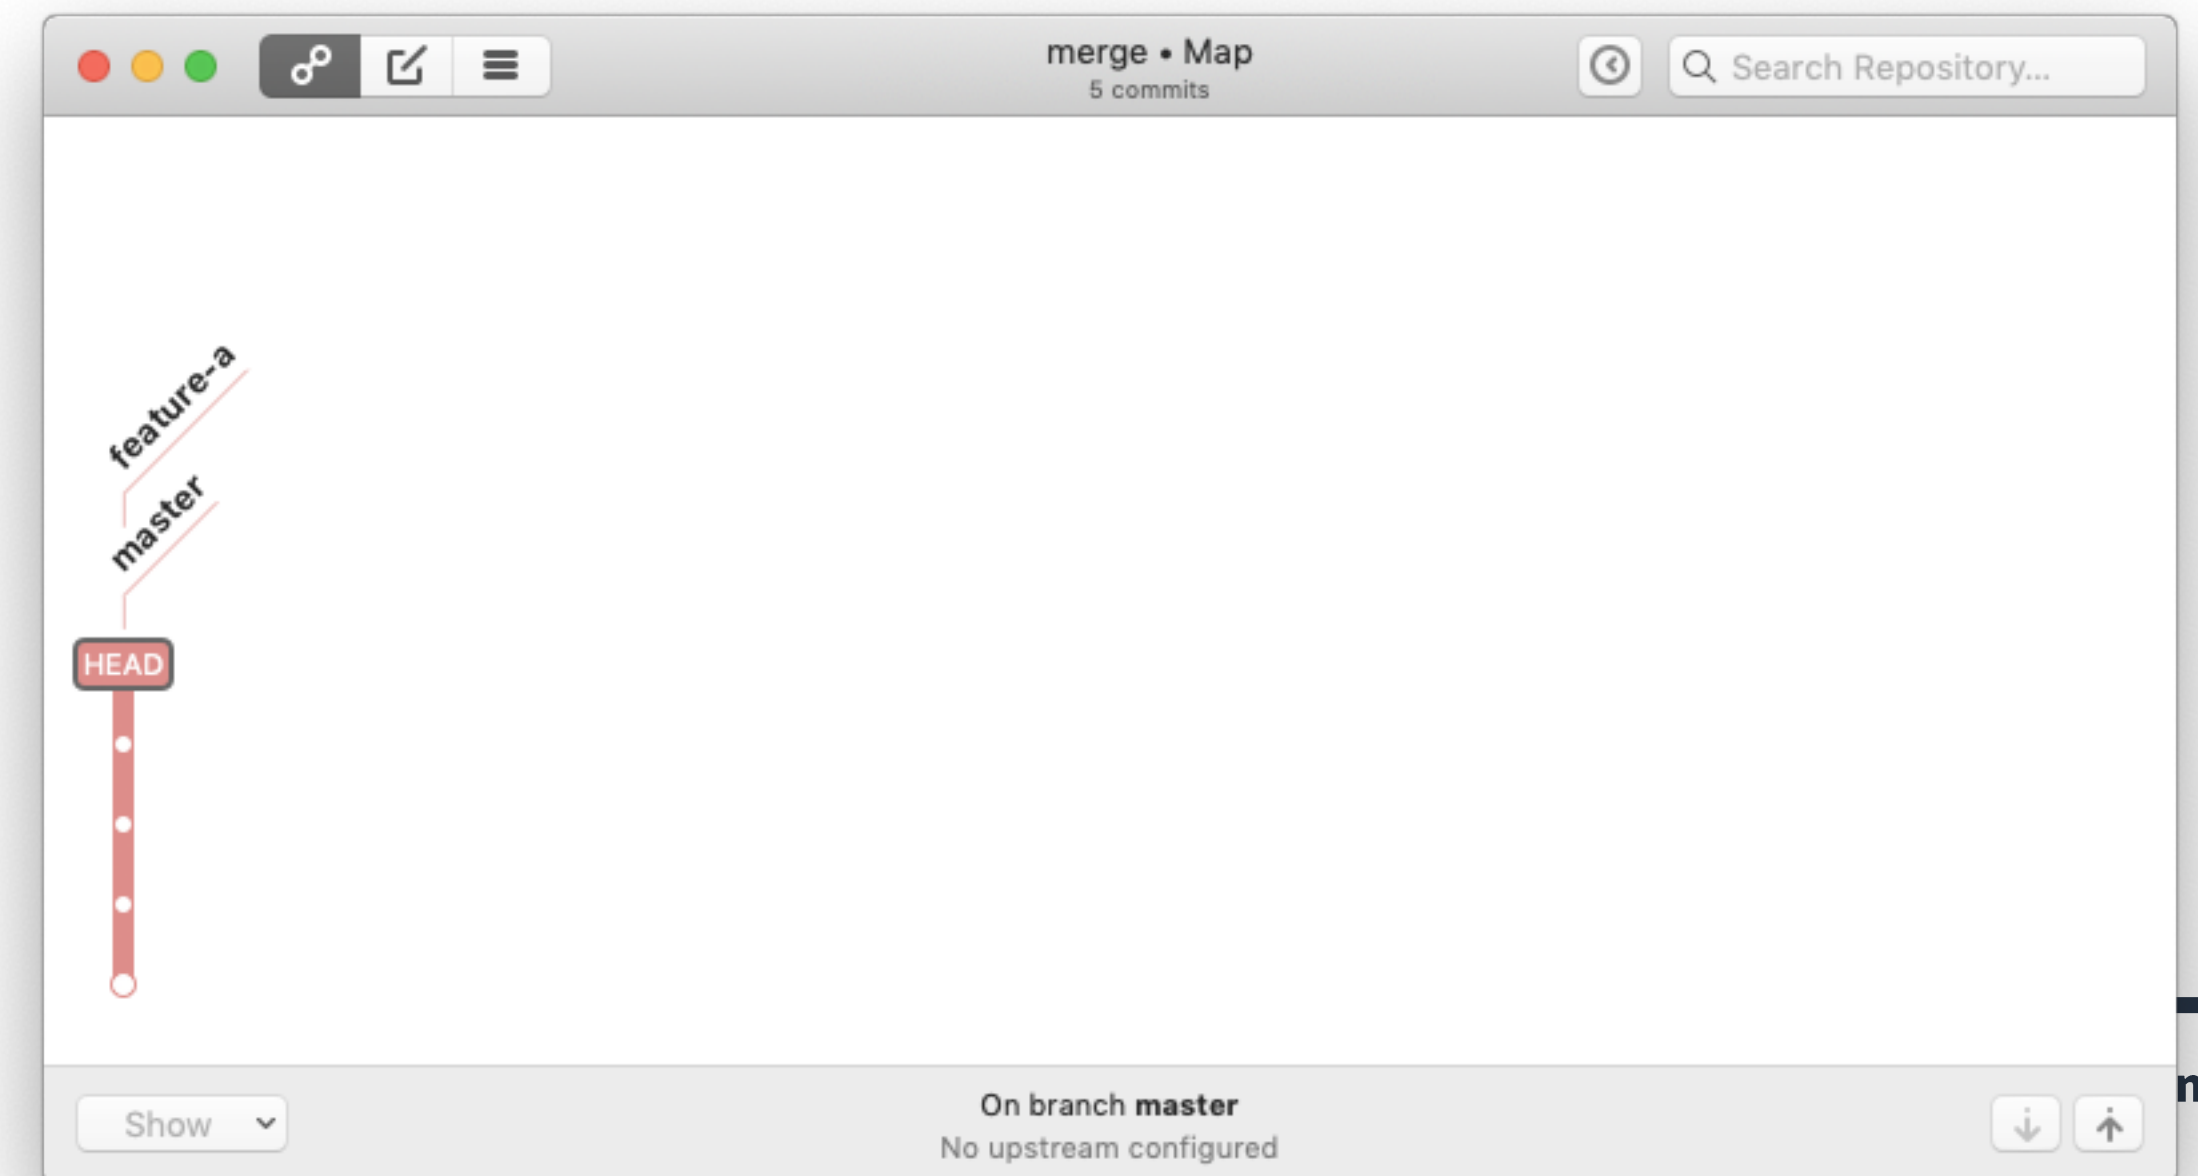 merge • Map
5 commits
Search Repository...
feature-a
master
HEAD
Show
On branch master
No upstream configured